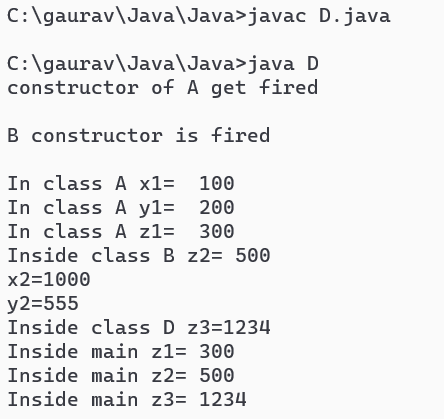 C:\gaurav\Java\Java>javac D.java
C:\gaurav\Java\Java>java D
constructor of A get fired
B constructor is fired
In class A x1=  100
In class A y1=  200
In class A z1=  300
Inside class B z2= 500
x2=1000
y2=555
Inside class D z3=1234
Inside main z1= 300
Inside main z2= 500
Inside main z3= 1234